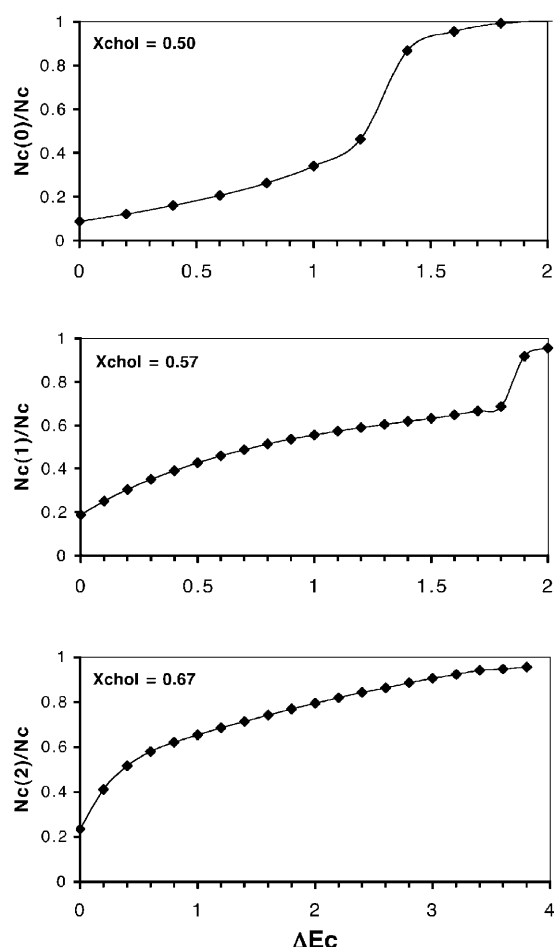 1
Xchol = 0.50
0.8
0.6
0.4
0.2
0
Nc(0)/Nc
0 0.5 1 1.5 2
1
Xchol = 0.57
0.8
0.6
0.4
0.2
0
Nc(1)/Nc
0 0.5 1 1.5 2
1
Xchol = 0.67
0.8
0.6
0.4
0.2
0
Nc(2)/Nc
0 1 2 3 4
ΔEc